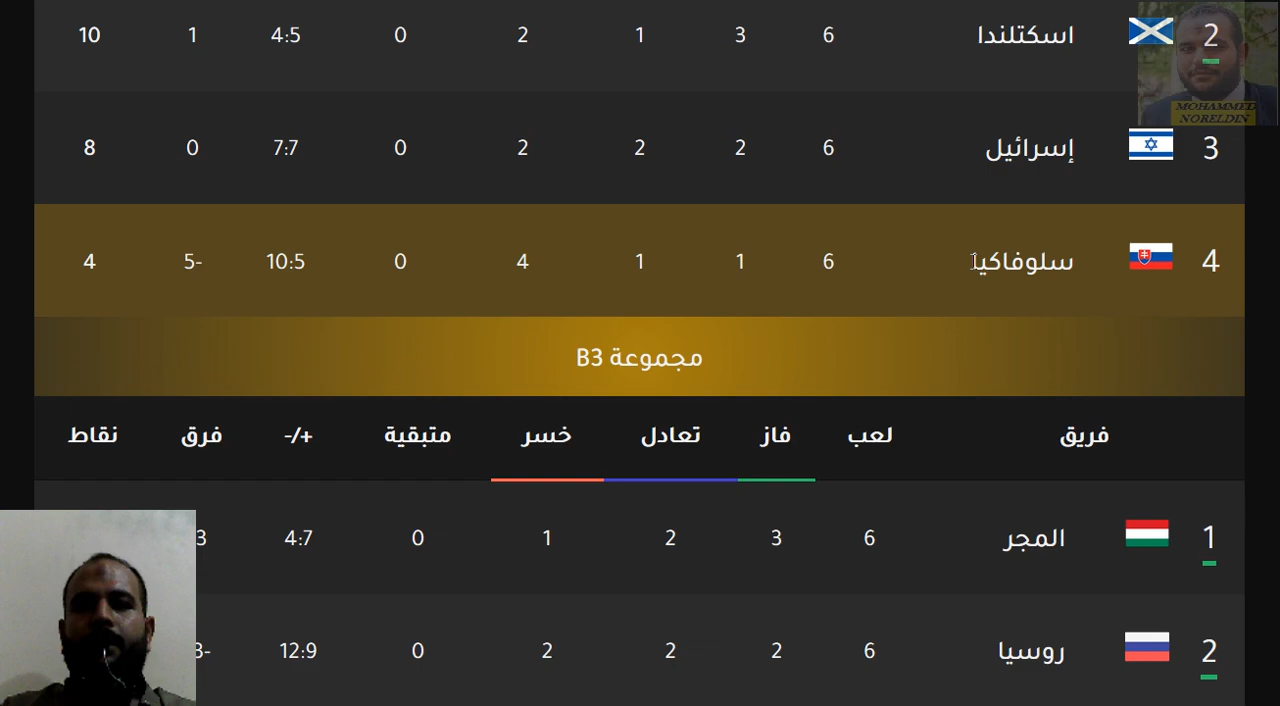 2 اسكتلندا 6 3 1 2 0 4:5 1 10
MOHAMMED
NORELDIN
3 إسرائيل 6 2 2 2 0 7:7 0 8
4 سلوفاكيا 6 1 1 4 0 10:5 5- 4
مجموعة B3
فريق لعب فاز تعادل خسر متبقية +/- فرق نقاط
1 المجر 6 3 2 1 0 4:7 3
2 روسيا 6 2 2 2 0 12:9 3-